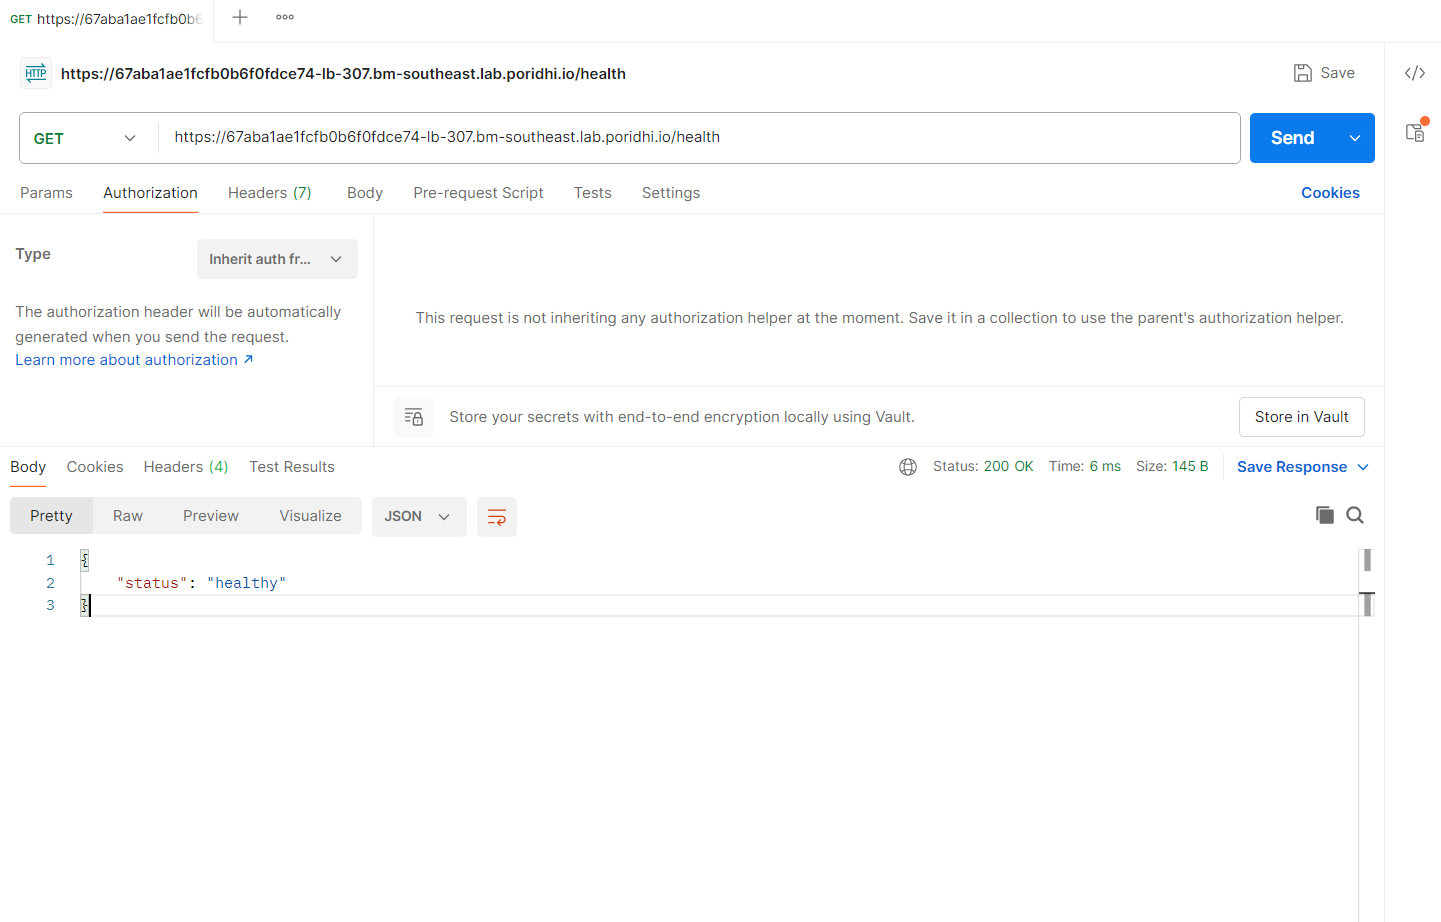 GET https://67aba1ae1fcfb0b6
HTTP https://67aba1ae1fcfb0b6f0fdce74-lb-307.bm-southeast.lab.poridhi.io/health
Save
GET https://67aba1ae1fcfb0b6f0fdce74-lb-307.bm-southeast.lab.poridhi.io/health
Send
Params Authorization Headers (7) Body Pre-request Script Tests Settings Cookies
Type Inherit auth fr...
The authorization header will be automatically
generated when you send the request.
Learn more about authorization ↗
This request is not inheriting any authorization helper at the moment. Save it in a collection to use the parent's authorization helper.
Store your secrets with end-to-end encryption locally using Vault. Store in Vault
Body Cookies Headers (4) Test Results Status: 200 OK Time: 6 ms Size: 145 B Save Response
Pretty Raw Preview Visualize JSON
1 {
2 "status": "healthy"
3 }